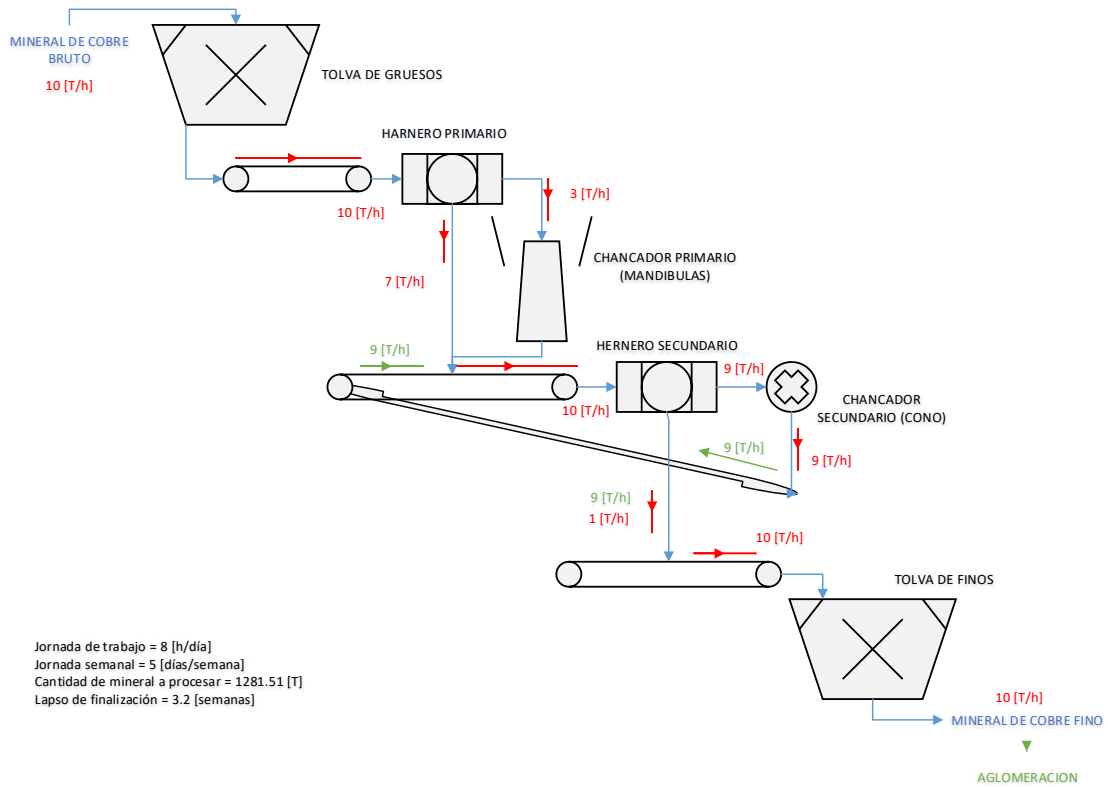 MINERAL DE COBRE
BRUTO
10 [T/h]
TOLVA DE GRUESOS
HARNERO PRIMARIO
10 [T/h]
3 [T/h]
7 [T/h]
CHANCADOR PRIMARIO
(MANDIBULAS)
9 [T/h]
HERNERO SECUNDARIO
10 [T/h]
9 [T/h]
CHANCADOR
SECUNDARIO (CONO)
9 [T/h]
9 [T/h]
9 [T/h]
1 [T/h]
10 [T/h]
TOLVA DE FINOS
Jornada de trabajo = 8 [h/día]
Jornada semanal = 5 [días/semana]
Cantidad de mineral a procesar = 1281.51 [T]
Lapso de finalización = 3.2 [semanas]
10 [T/h]
MINERAL DE COBRE FINO
AGLOMERACION